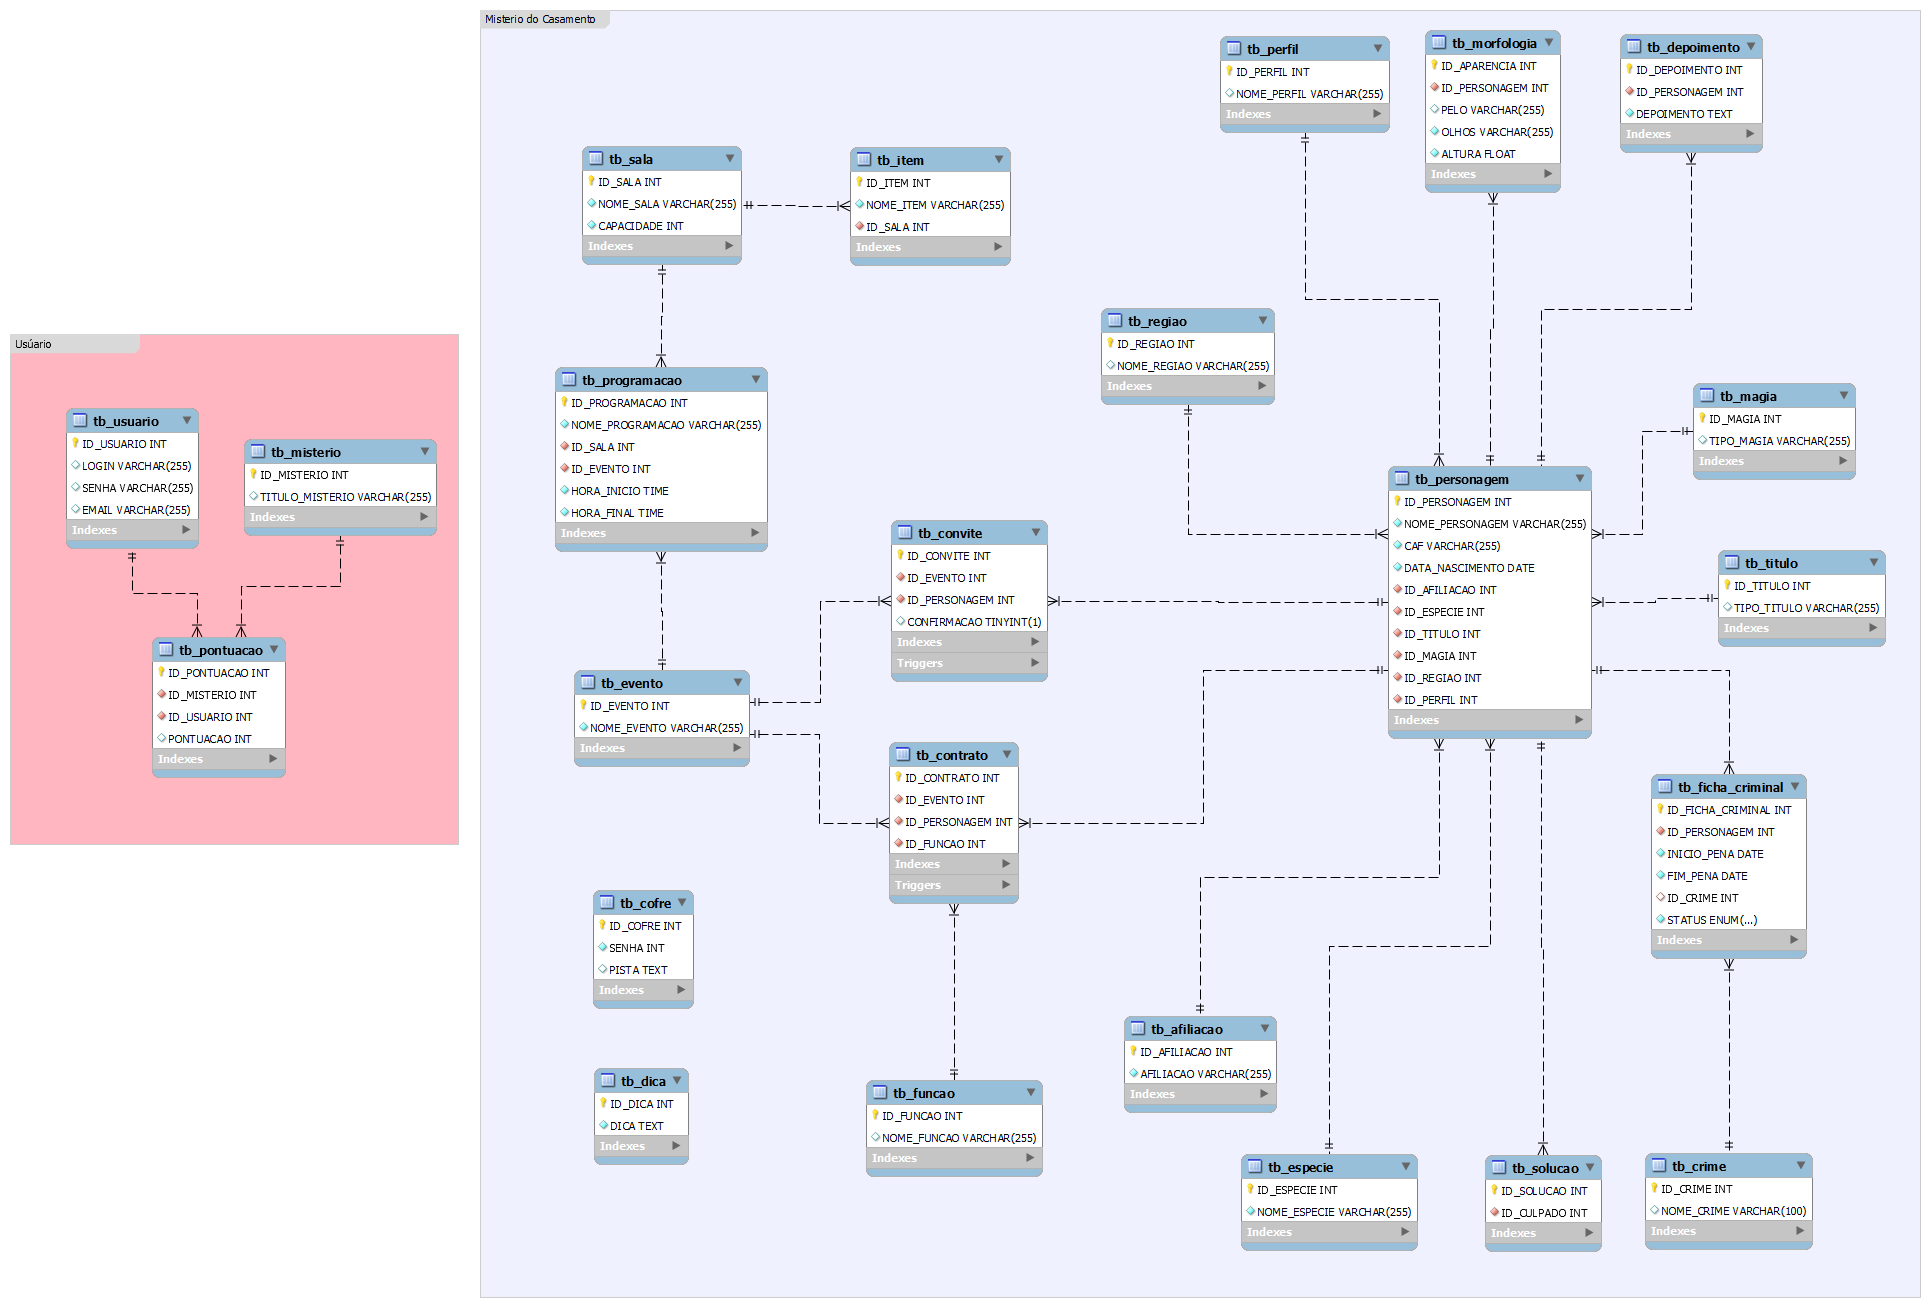 Usúario
tb_usuario
ID_USUARIO INT
LOGIN VARCHAR(255)
SENHA VARCHAR(255)
EMAIL VARCHAR(255)
Indexes
tb_misterio
ID_MISTERIO INT
TITULO_MISTERIO VARCHAR(255)
Indexes
tb_pontuacao
ID_PONTUACAO INT
ID_MISTERIO INT
ID_USUARIO INT
PONTUACAO INT
Indexes
Misterio do Casamento
tb_sala
ID_SALA INT
NOME_SALA VARCHAR(255)
CAPACIDADE INT
Indexes
tb_item
ID_ITEM INT
NOME_ITEM VARCHAR(255)
ID_SALA INT
Indexes
tb_perfil
ID_PERFIL INT
NOME_PERFIL VARCHAR(255)
Indexes
tb_morfologia
ID_APARENCIA INT
ID_PERSONAGEM INT
PELO VARCHAR(255)
OLHOS VARCHAR(255)
ALTURA FLOAT
Indexes
tb_depoimento
ID_DEPOIMENTO INT
ID_PERSONAGEM INT
DEPOIMENTO TEXT
Indexes
tb_regiao
ID_REGIAO INT
NOME_REGIAO VARCHAR(255)
Indexes
tb_programacao
ID_PROGRAMACAO INT
NOME_PROGRAMACAO VARCHAR(255)
ID_SALA INT
ID_EVENTO INT
HORA_INICIO TIME
HORA_FINAL TIME
Indexes
tb_magia
ID_MAGIA INT
TIPO_MAGIA VARCHAR(255)
Indexes
tb_personagem
ID_PERSONAGEM INT
NOME_PERSONAGEM VARCHAR(255)
CAF VARCHAR(255)
DATA_NASCIMENTO DATE
ID_AFILIACAO INT
ID_ESPECIE INT
ID_TITULO INT
ID_MAGIA INT
ID_REGIAO INT
ID_PERFIL INT
Indexes
tb_convite
ID_CONVITE INT
ID_EVENTO INT
ID_PERSONAGEM INT
CONFIRMACAO TINYINT(1)
Indexes
Triggers
tb_titulo
ID_TITULO INT
TIPO_TITULO VARCHAR(255)
Indexes
tb_evento
ID_EVENTO INT
NOME_EVENTO VARCHAR(255)
Indexes
tb_contrato
ID_CONTRATO INT
ID_EVENTO INT
ID_PERSONAGEM INT
ID_FUNCAO INT
Indexes
Triggers
tb_ficha_criminal
ID_FICHA_CRIMINAL INT
ID_PERSONAGEM INT
INICIO_PENA DATE
FIM_PENA DATE
ID_CRIME INT
STATUS ENUM(...)
Indexes
tb_cofre
ID_COFRE INT
SENHA INT
PISTA TEXT
Indexes
tb_dica
ID_DICA INT
DICA TEXT
Indexes
tb_funcao
ID_FUNCAO INT
NOME_FUNCAO VARCHAR(255)
Indexes
tb_afiliacao
ID_AFILIACAO INT
AFILIACAO VARCHAR(255)
Indexes
tb_especie
ID_ESPECIE INT
NOME_ESPECIE VARCHAR(255)
Indexes
tb_solucao
ID_SOLUCAO INT
ID_CULPADO INT
Indexes
tb_crime
ID_CRIME INT
NOME_CRIME VARCHAR(100)
Indexes